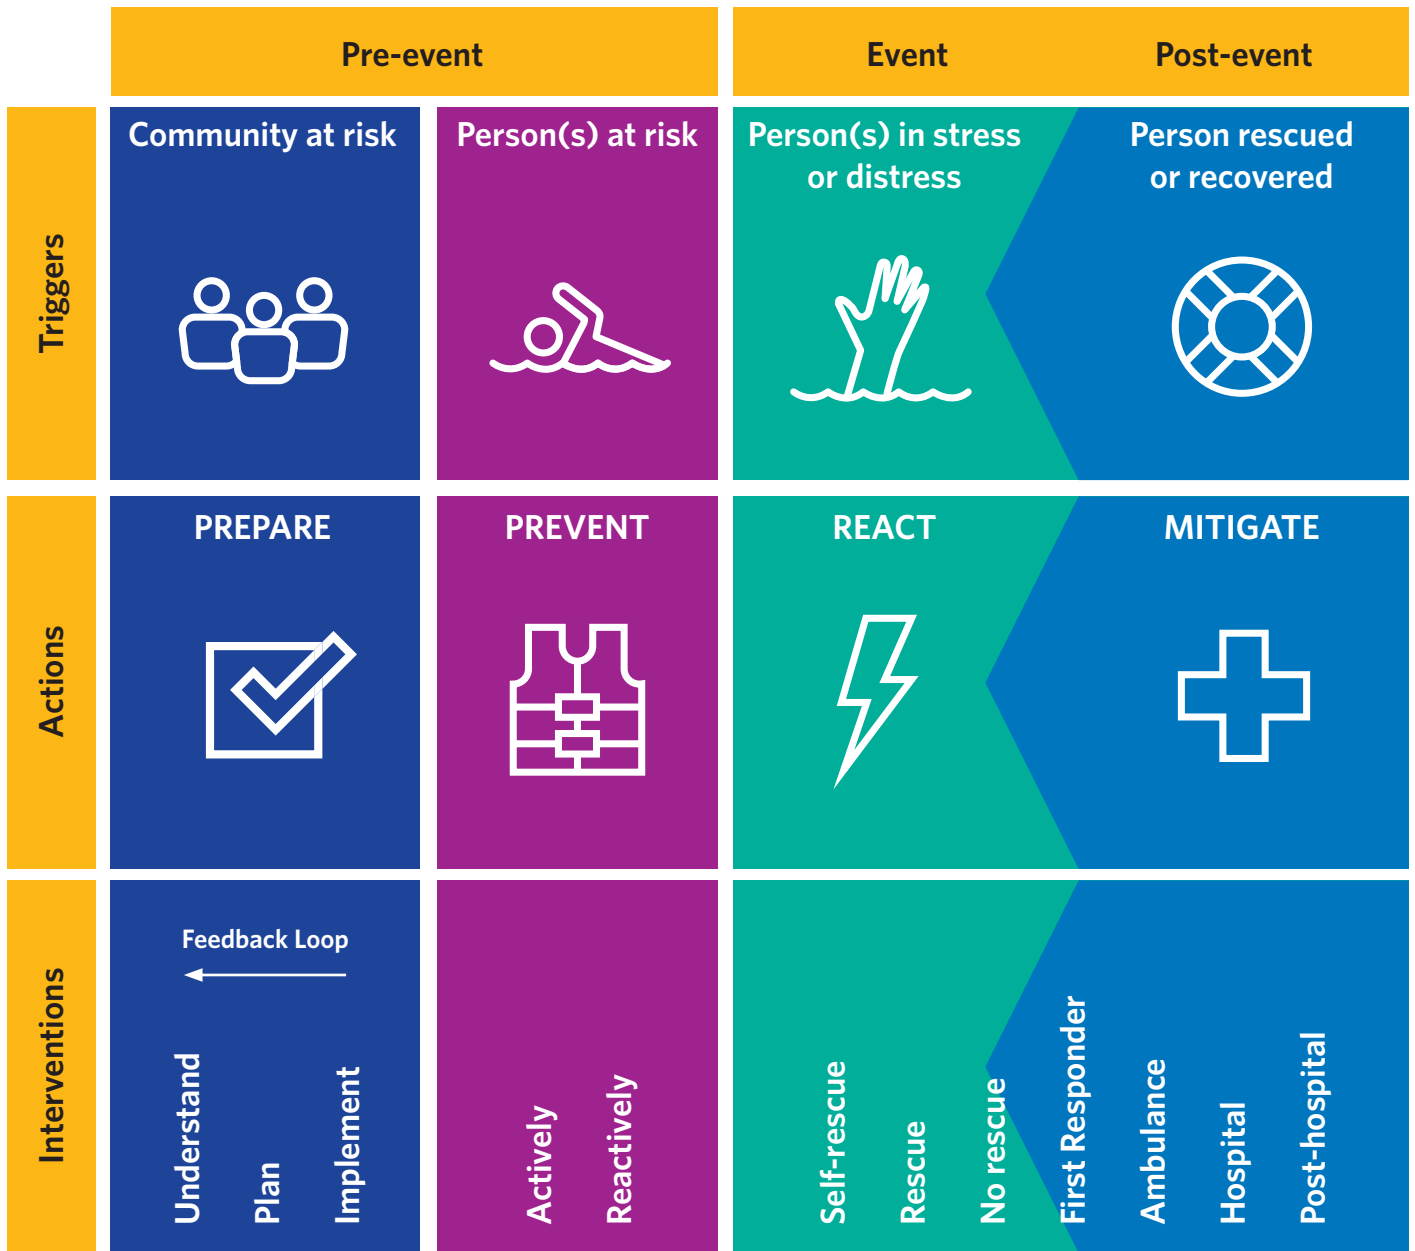 Pre-event
Event
Post-event
Triggers
Community at risk
Person(s) at risk
Person(s) in stress
or distress
Person rescued
or recovered
Actions
PREPARE
PREVENT
REACT
MITIGATE
Interventions
Feedback Loop
Understand
Plan
Implement
Actively
Reactively
Self-rescue
Rescue
No rescue
First Responder
Ambulance
Hospital
Post-hospital